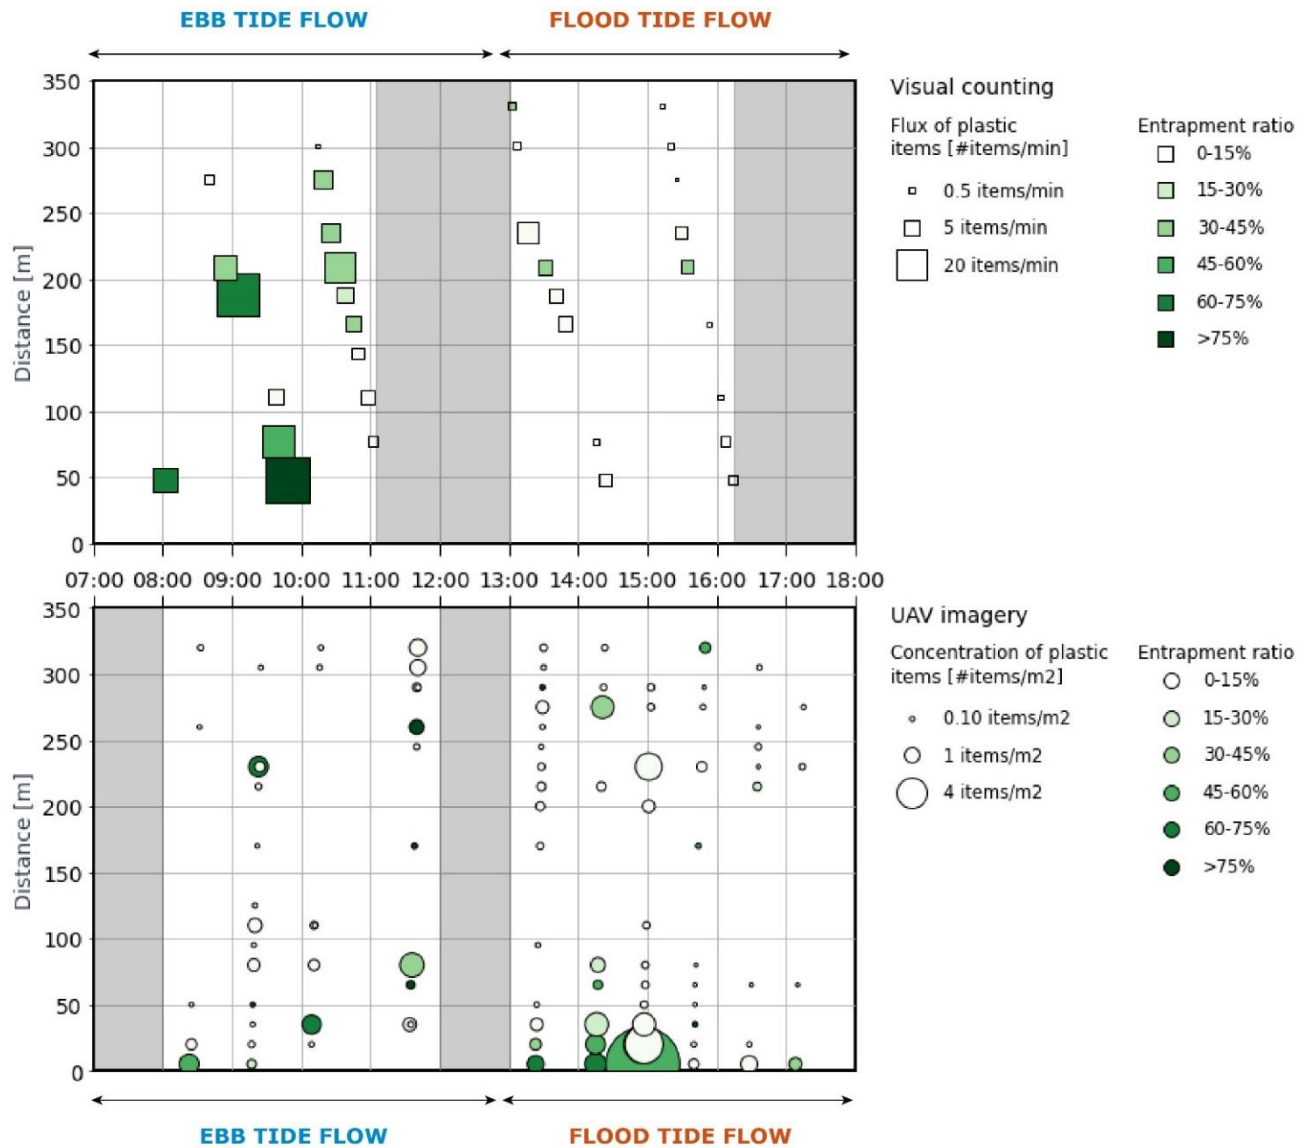 EBB TIDE FLOW
FLOOD TIDE FLOW
350
300
250
200
150
100
50
0
Distance [m]
Visual counting
Flux of plastic
items [#items/min]
0.5 items/min
5 items/min
20 items/min
Entrapment ratio
0-15%
15-30%
30-45%
45-60%
60-75%
>75%
07:00 08:00 09:00 10:00 11:00 12:00 13:00 14:00 15:00 16:00 17:00 18:00
350
300
250
200
150
100
50
0
Distance [m]
UAV imagery
Concentration of plastic
items [#items/m2]
0.10 items/m2
1 items/m2
4 items/m2
Entrapment ratio
0-15%
15-30%
30-45%
45-60%
60-75%
>75%
EBB TIDE FLOW
FLOOD TIDE FLOW